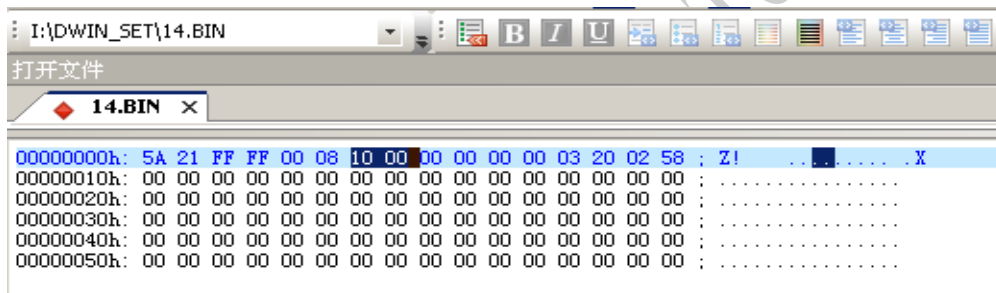 I:\DWIN_SET\14.BIN B I U
打开文件
14.BIN ×
00000000h: 5A 21 FF FF 00 08 10 00 00 00 00 00 03 20 02 58 ; Z! .. .. ...... .X
00000010h: 00 00 00 00 00 00 00 00 00 00 00 00 00 00 00 00 ; ................
00000020h: 00 00 00 00 00 00 00 00 00 00 00 00 00 00 00 00 ; ................
00000030h: 00 00 00 00 00 00 00 00 00 00 00 00 00 00 00 00 ; ................
00000040h: 00 00 00 00 00 00 00 00 00 00 00 00 00 00 00 00 ; ................
00000050h: 00 00 00 00 00 00 00 00 00 00 00 00 00 00 00 00 ; ................